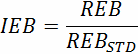 IEB = REB / REB_STD